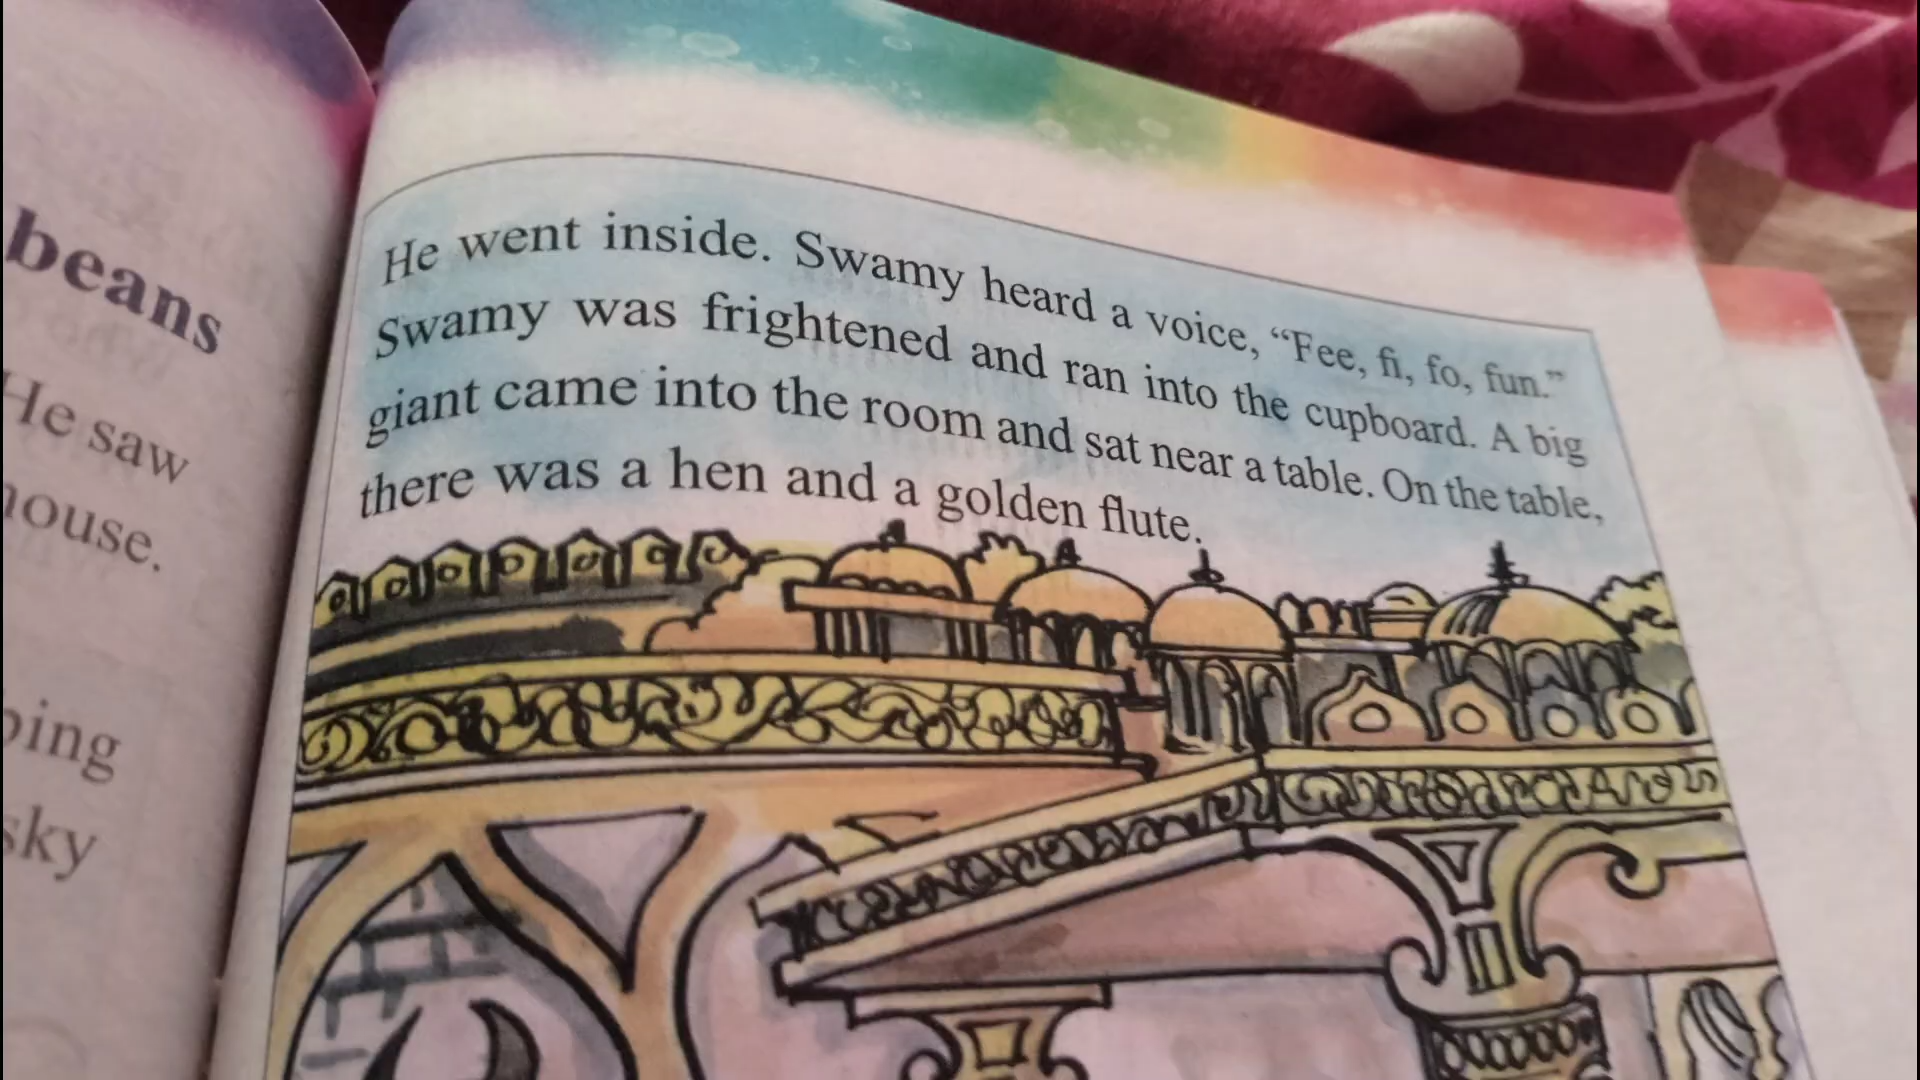 beans
He saw
house.
sky
He went inside. Swamy heard a voice, “Fee, fi, fo, fun.”
Swamy was frightened and ran into the cupboard. A big
giant came into the room and sat near a table. On the table,
there was a hen and a golden flute.